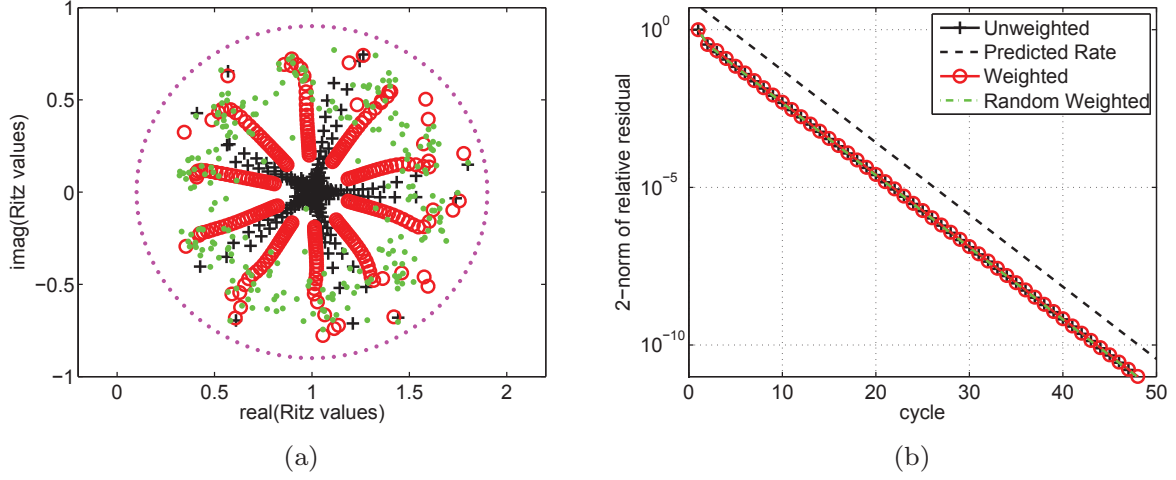 1
0.5
0
−0.5
−1
imag(Ritz values)
0
0.5
1
1.5
2
real(Ritz values)
(a)
10^0
10^−5
10^−10
2−norm of relative residual
Unweighted
Predicted Rate
Weighted
Random Weighted
0
10
20
30
40
50
cycle
(b)